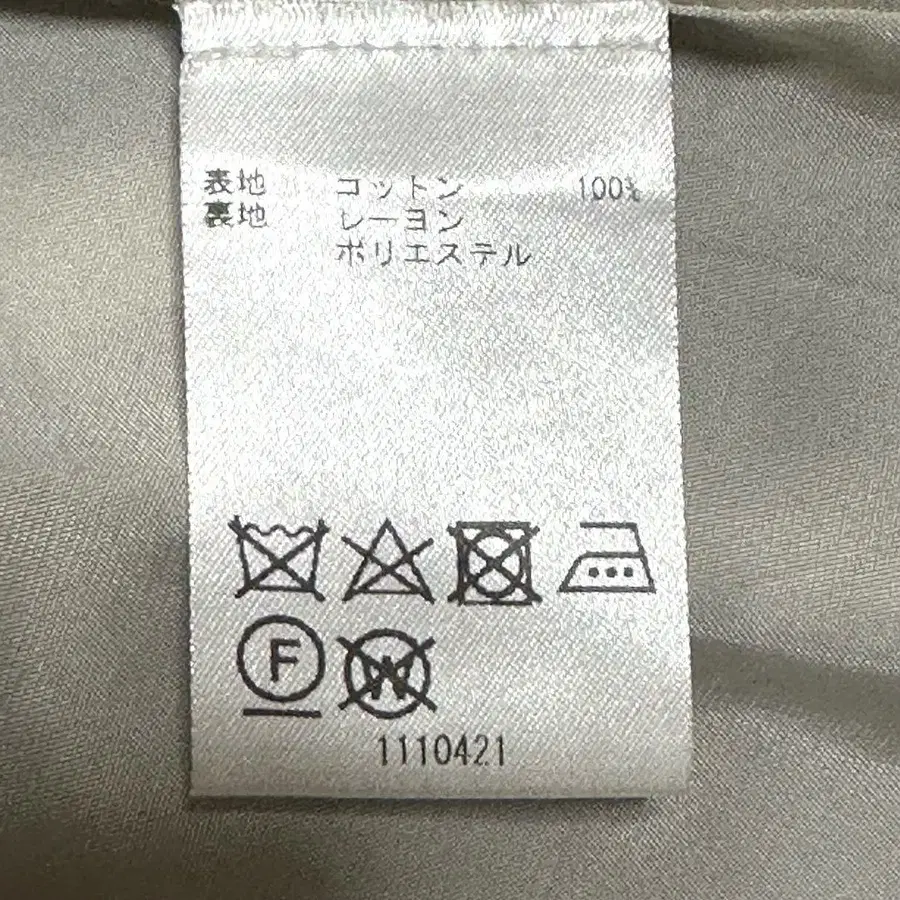 表地 コットン 100%
裏地 レーヨン
ポリエステル
F
W
1110421